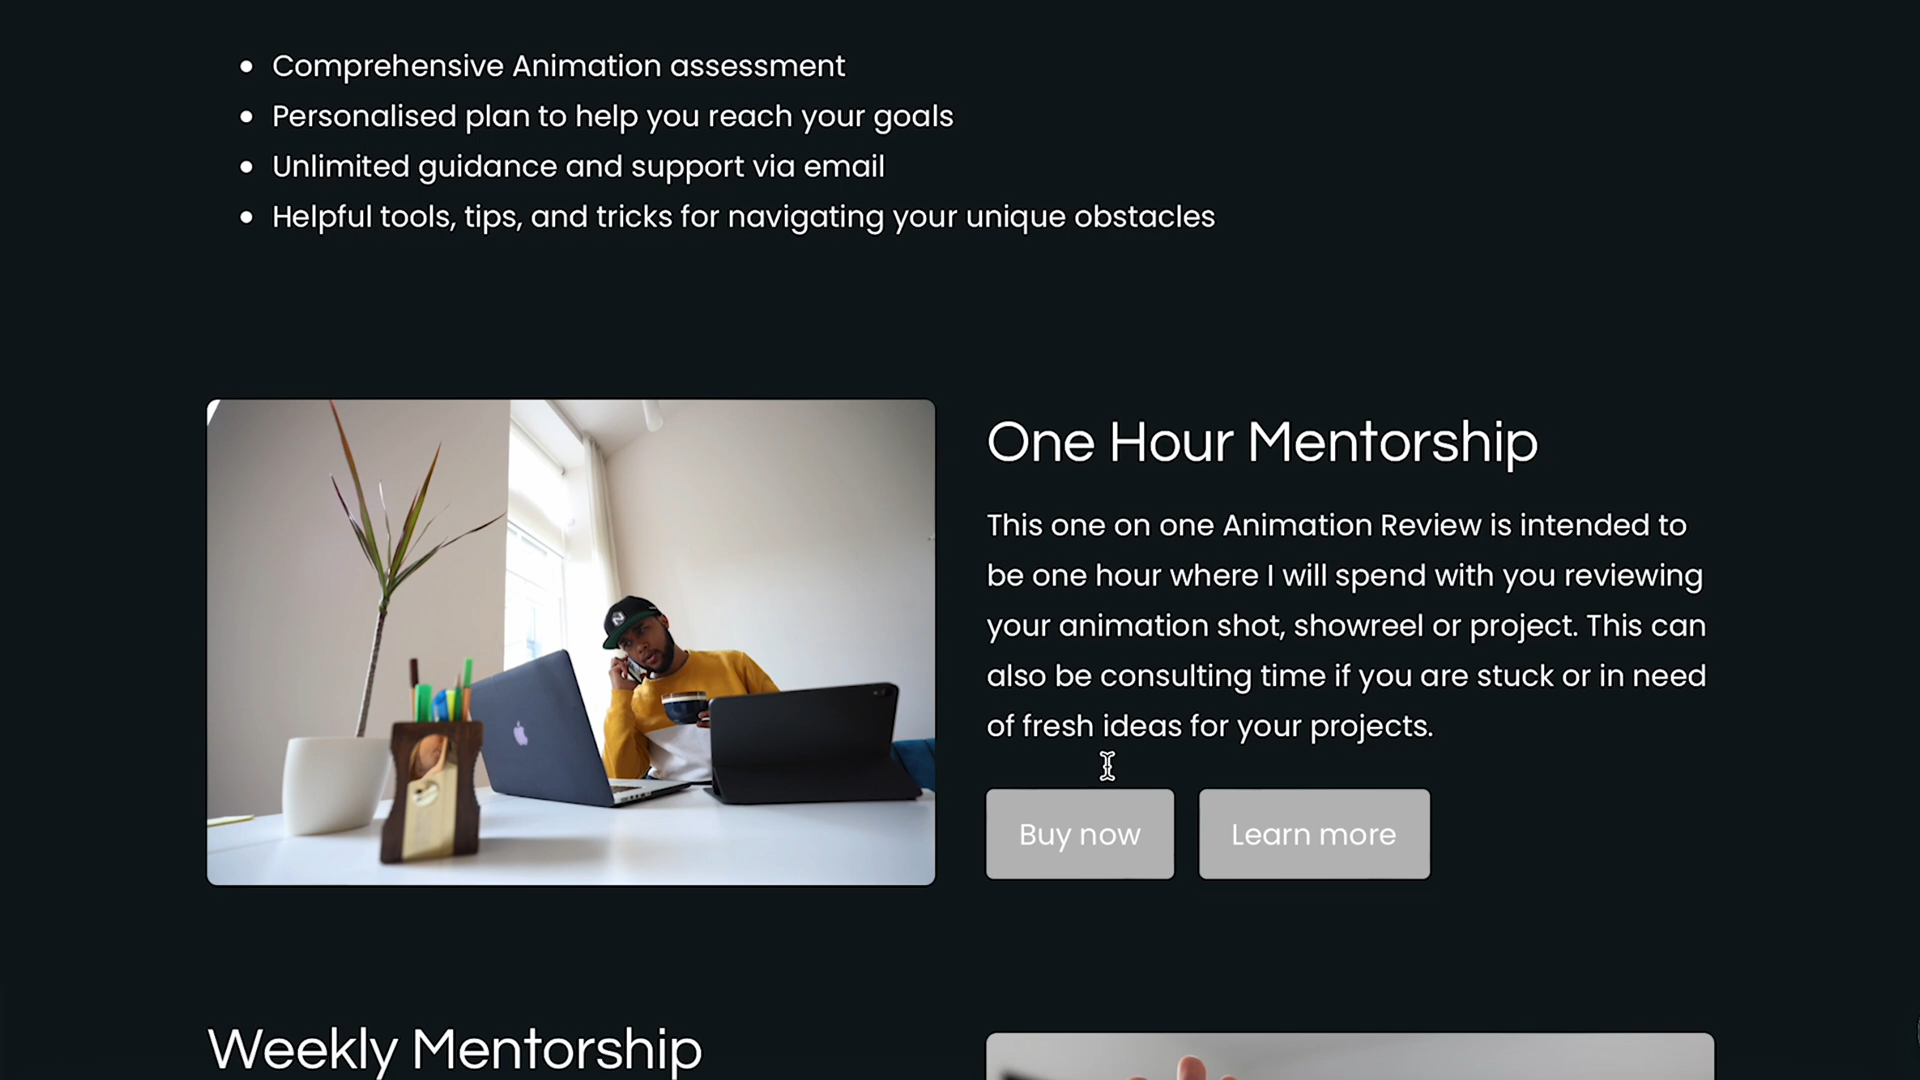 Comprehensive Animation assessment
Personalised plan to help you reach your goals
Unlimited guidance and support via email
Helpful tools, tips, and tricks for navigating your unique obstacles
One Hour Mentorship
This one on one Animation Review is intended to
be one hour where I will spend with you reviewing
your animation shot, showreel or project. This can
also be consulting time if you are stuck or in need
of fresh ideas for your projects.
Buy now
Learn more
Weekly Mentorship